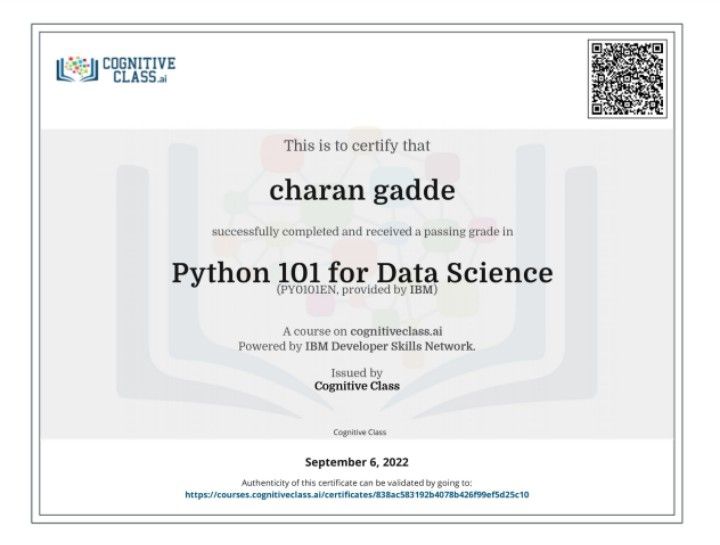 COGNITIVE
CLASS.ai
This is to certify that
charan gadde
successfully completed and received a passing grade in
Python 101 for Data Science
(PY0101EN, provided by IBM)
A course on cognitiveclass.ai
Powered by IBM Developer Skills Network.
Issued by
Cognitive Class
Cognitive Class
September 6, 2022
Authenticity of this certificate can be validated by going to:
https://courses.cognitiveclass.ai/certificates/838ac583192b4078b426f99ef5d25c10